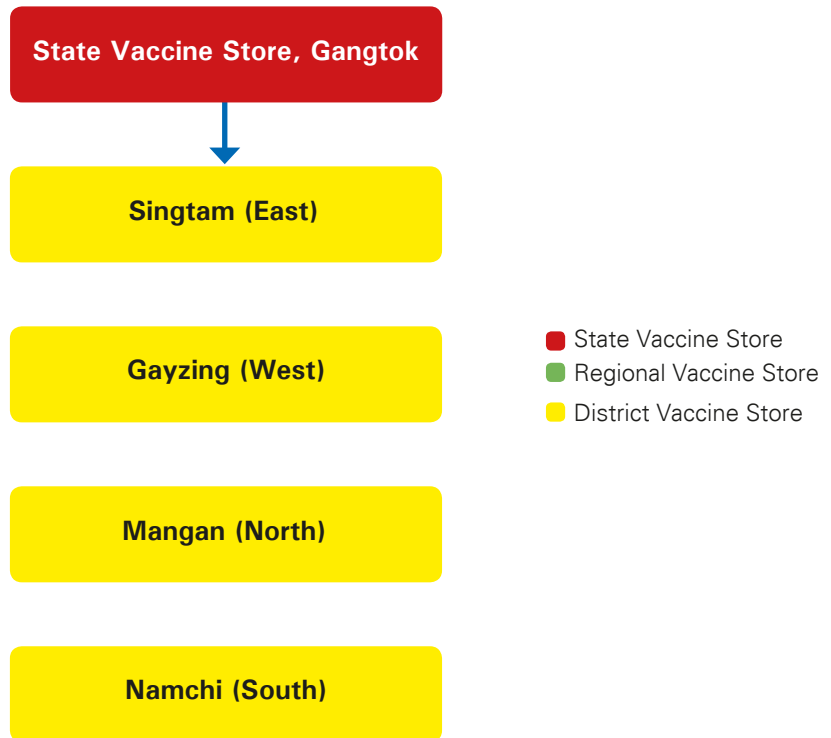 State Vaccine Store, Gangtok
Singtam (East)
Gayzing (West)
Mangan (North)
Namchi (South)
State Vaccine Store
Regional Vaccine Store
District Vaccine Store